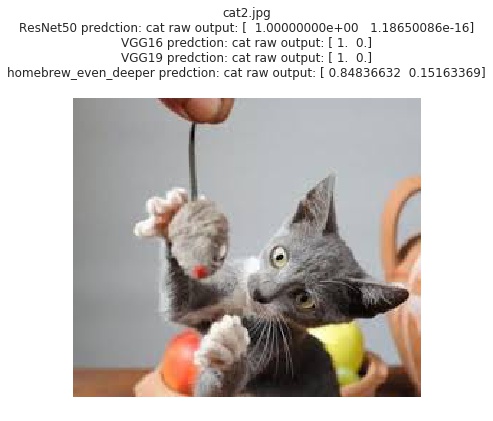 cat2.jpg
ResNet50 predction: cat raw output: [  1.00000000e+00   1.18650086e-16]
VGG16 predction: cat raw output: [ 1.  0.]
VGG19 predction: cat raw output: [ 1.  0.]
homebrew_even_deeper predction: cat raw output: [ 0.84836632  0.15163369]